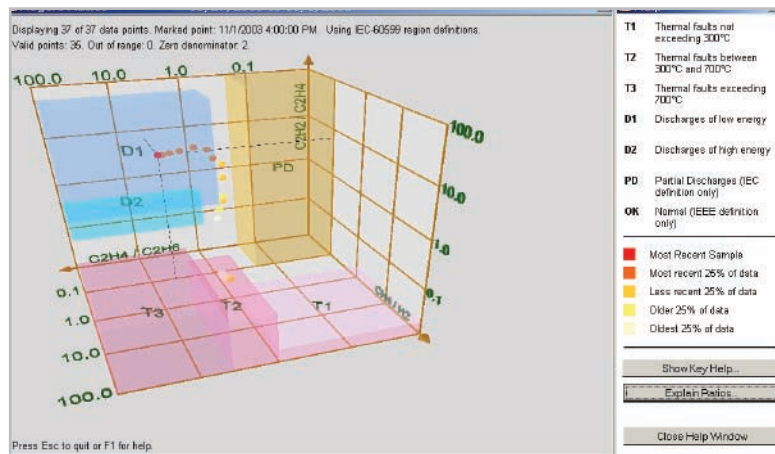 Displaying 37 of 37 data points. Marked point: 11/1/2003 4:00:00 PM. Using IEC-60599 region definitions.
Valid points: 35. Out of range: 0. Zero denominator: 2.
100.0
10.0
1.0
0.1
C2H2 / C2H4
100.0
10.0
1.0
0.1
D1
PD
D2
C2H4 / C2H6
0.1
1.0
10.0
100.0
T3
T2
T1
CH4 / H2
Press Esc to quit or F1 for help.
T1 Thermal faults not
exceeding 300°C
T2 Thermal faults between
300°C and 700°C
T3 Thermal faults exceeding
700°C
D1 Discharges of low energy
D2 Discharges of high energy
PD Partial Discharges (IEC
definition only)
OK Normal (IEEE definition
only)
Most Recent Sample
Most recent 25% of data
Less recent 25% of data
Older 25% of data
Oldest 25% of data
Show Key Help...
Explain Ratios...
Close Help Window